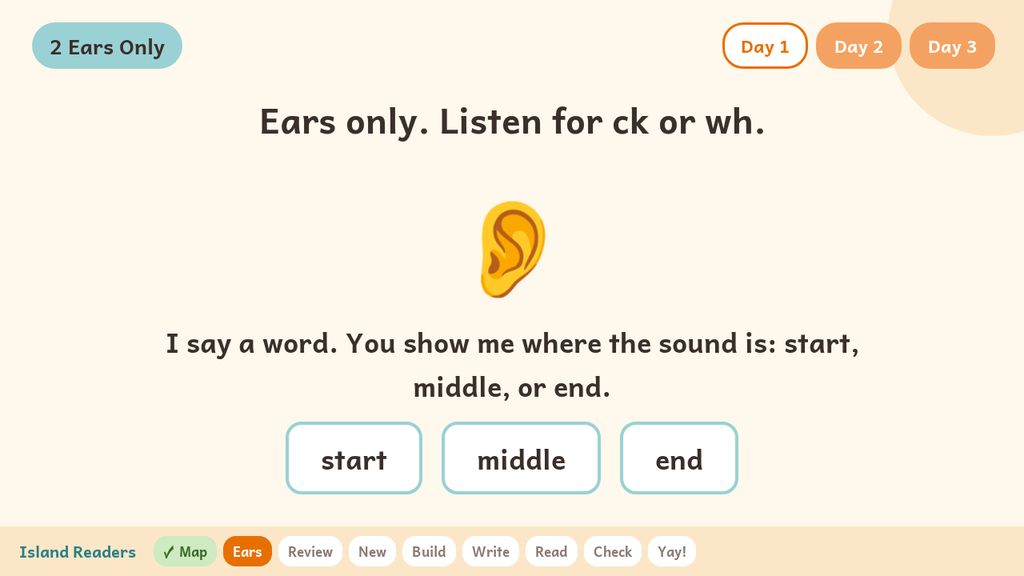 2 Ears Only
Day 1
Day 2
Day 3
Ears only. Listen for ck or wh.
I say a word. You show me where the sound is: start,
middle, or end.
start
middle
end
Island Readers
✓ Map
Ears
Review
New
Build
Write
Read
Check
Yay!